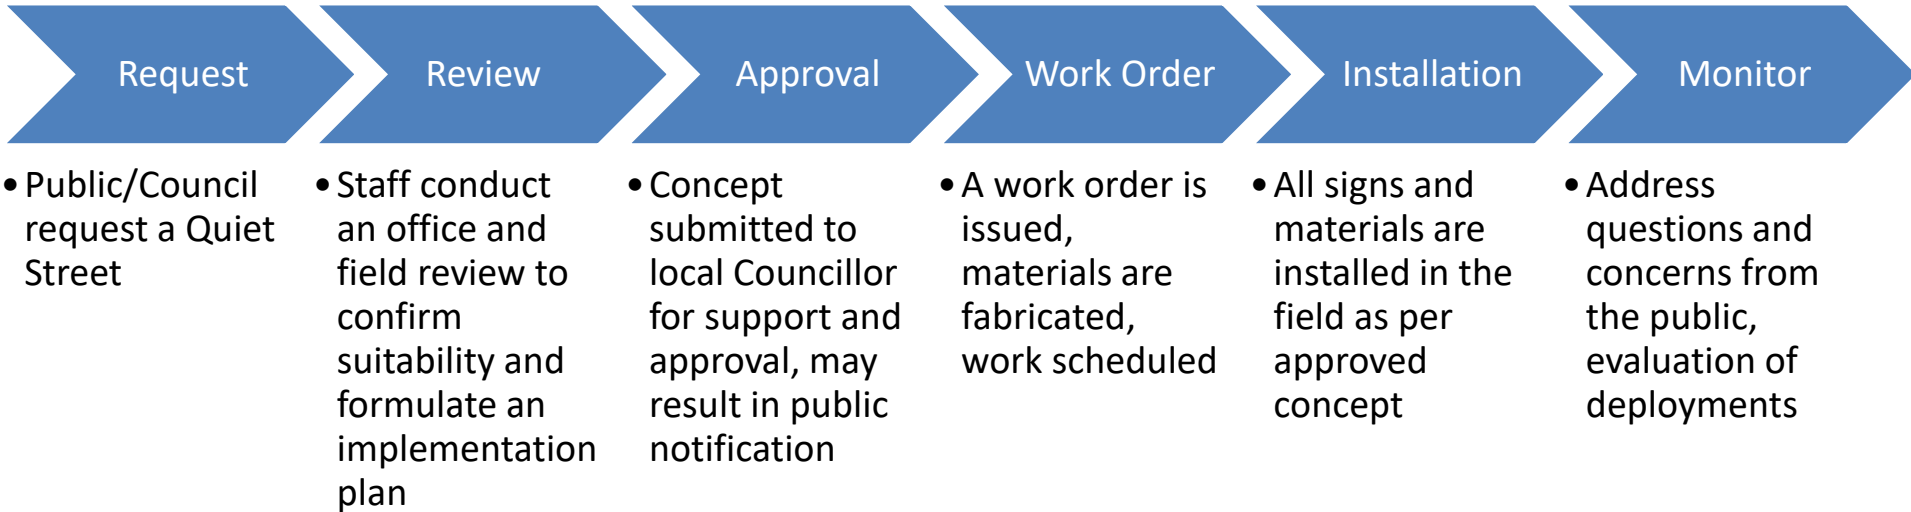 Request
Review
Approval
Work Order
Installation
Monitor
•Public/Council
request a Quiet
Street
•Staff conduct
an office and
field review to
confirm
suitability and
formulate an
implementation
plan
•Concept
submitted to
local Councillor
for support and
approval, may
result in public
notification
•A work order is
issued,
materials are
fabricated,
work scheduled
•All signs and
materials are
installed in the
field as per
approved
concept
•Address
questions and
concerns from
the public,
evaluation of
deployments